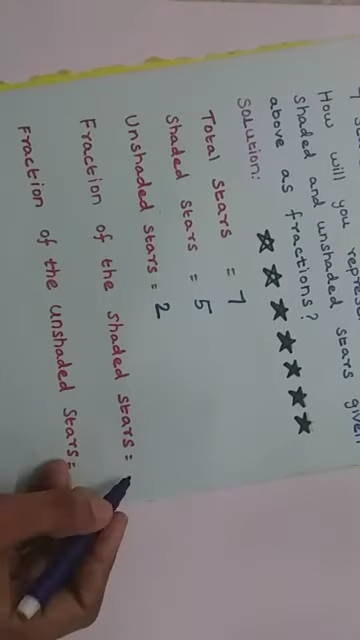 How will you
shaded and unshaded stars given
above as fractions?
Solution:
Total stars = 7
Shaded stars = 5
Unshaded stars = 2
Fraction of the shaded stars =
Fraction of the unshaded stars =